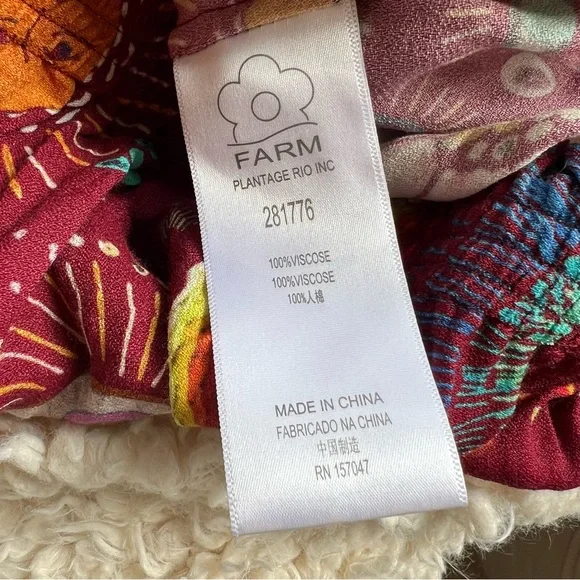 FARM
PLANTAGE RIO INC
281776
100%VISCOSE
100%VISCOSE
100%人棉
MADE IN CHINA
FABRICADO NA CHINA
中国制造
RN 157047